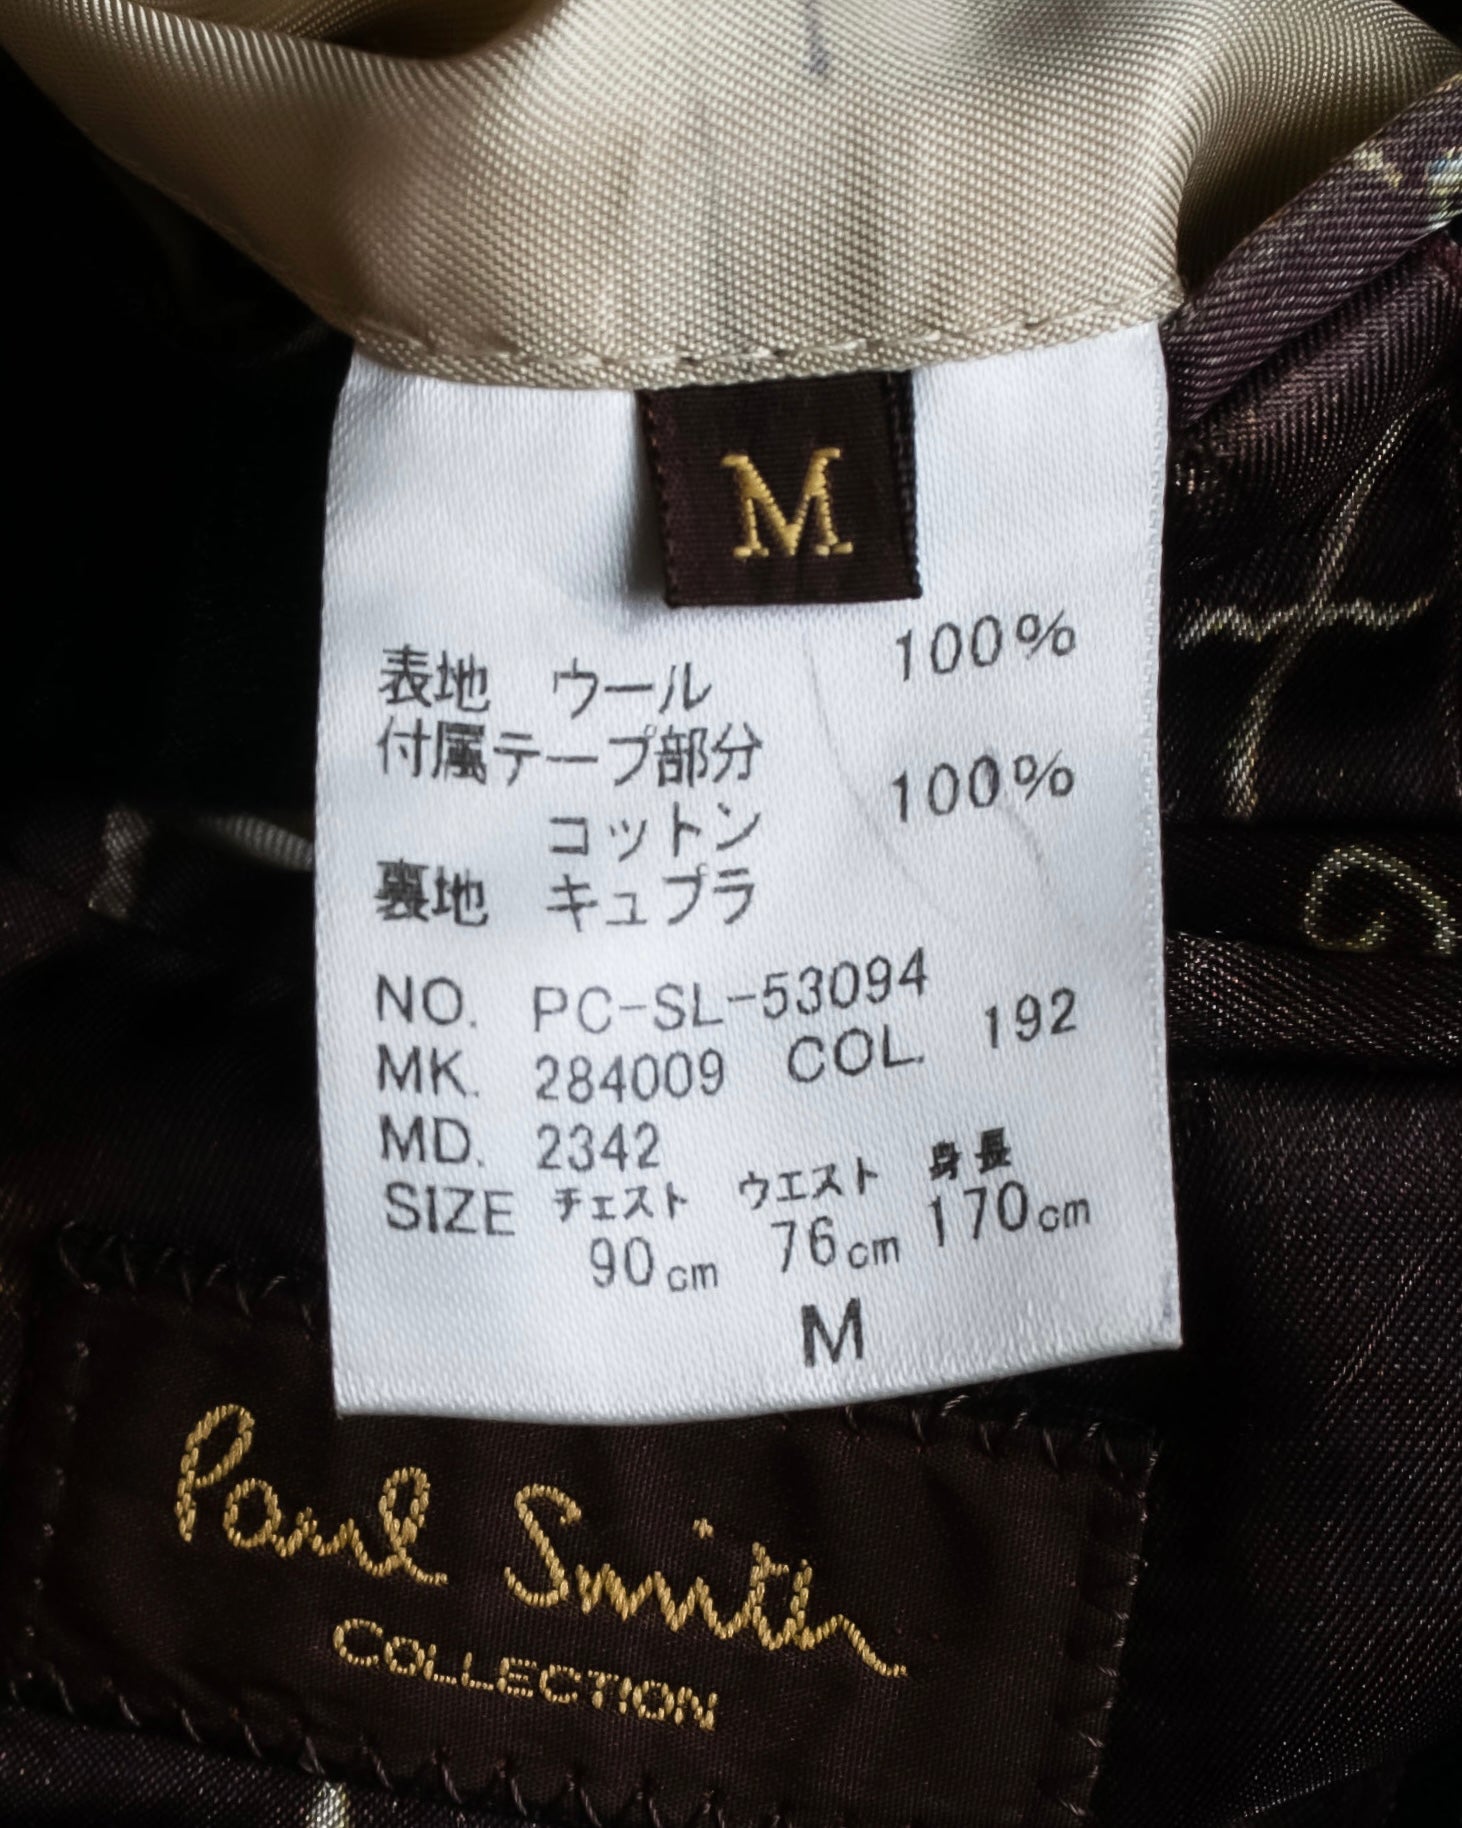 M
表地 ウール 100%
付属テープ部分
コットン 100%
裏地 キュプラ
NO. PC-SL-53094
MK. 284009 COL. 192
MD. 2342
SIZE チェスト ウエスト 身長
90cm 76cm 170cm
M
Paul Smith
COLLECTION